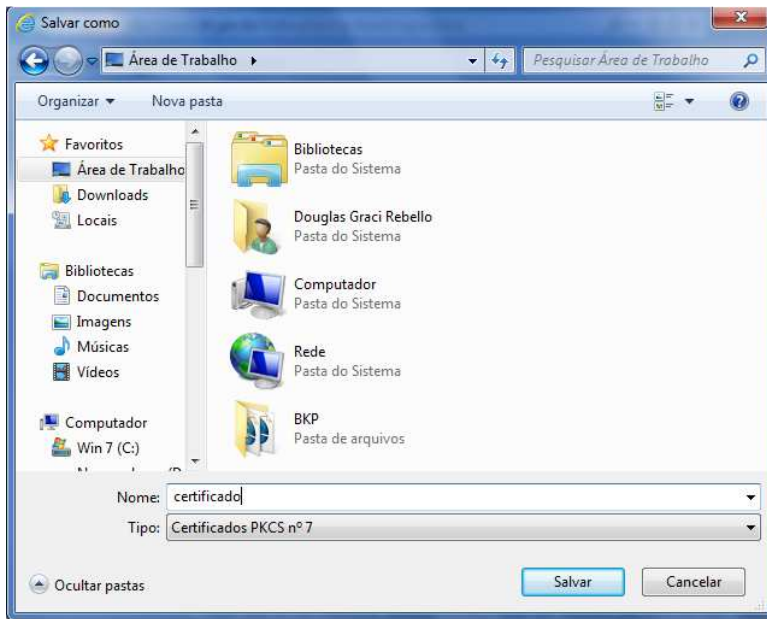 Salvar como
Área de Trabalho
Pesquisar Área de Trabalho
Organizar
Nova pasta
Favoritos
Área de Trabalho
Downloads
Locais
Bibliotecas
Documentos
Imagens
Músicas
Vídeos
Computador
Win 7 (C:)
Bibliotecas
Pasta do Sistema
Douglas Graci Rebello
Pasta do Sistema
Computador
Pasta do Sistema
Rede
Pasta do Sistema
BKP
Pasta de arquivos
Nome: certificado
Tipo: Certificados PKCS nº 7
Ocultar pastas
Salvar
Cancelar